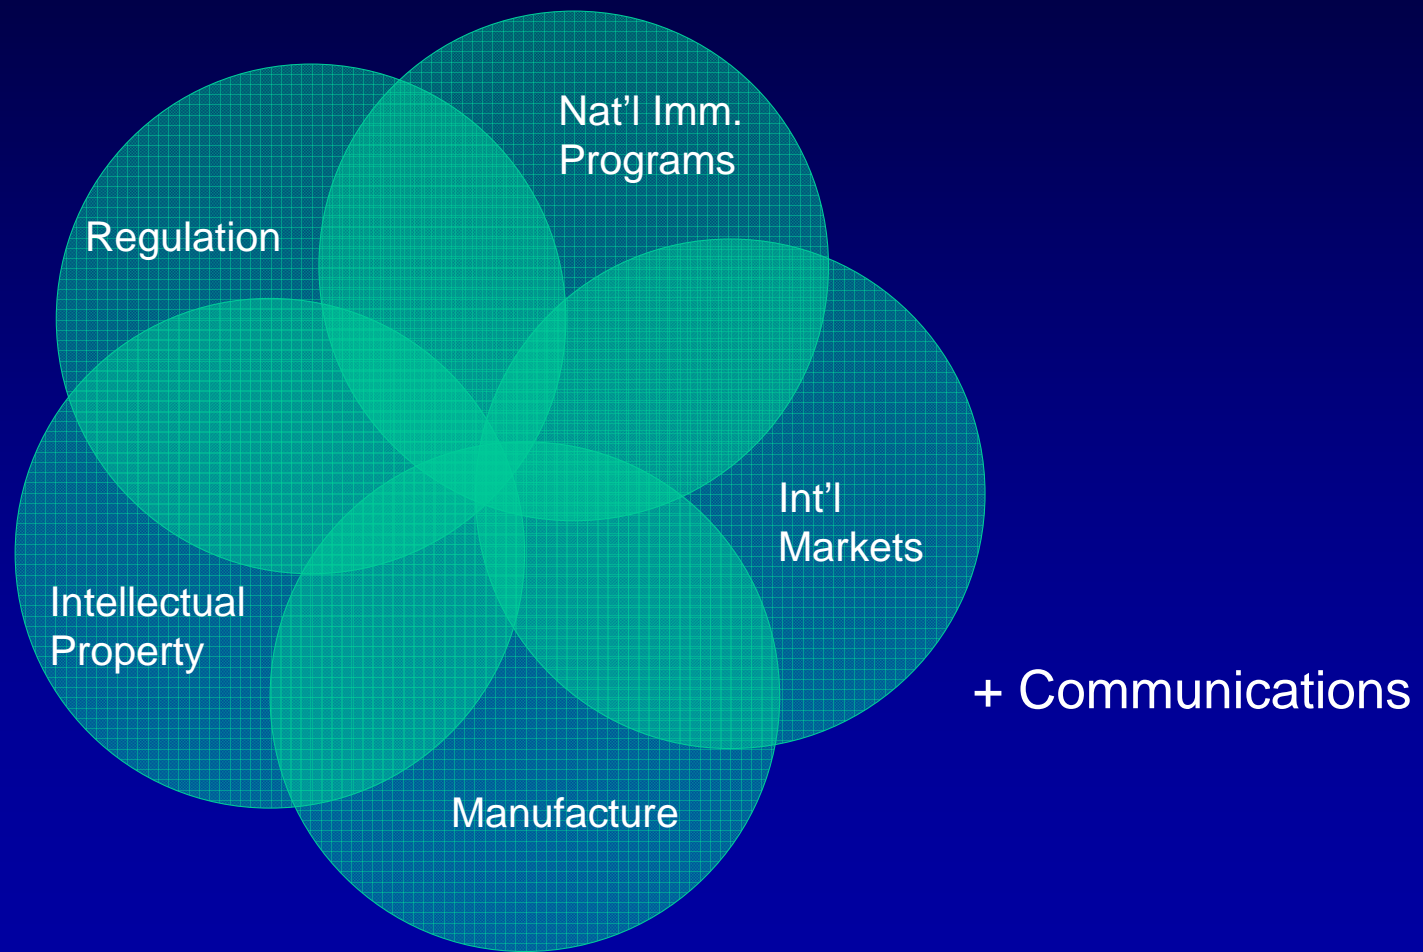 Nat’l Imm.
Programs
Regulation
Int’l
Markets
Intellectual
Property
+ Communications
Manufacture